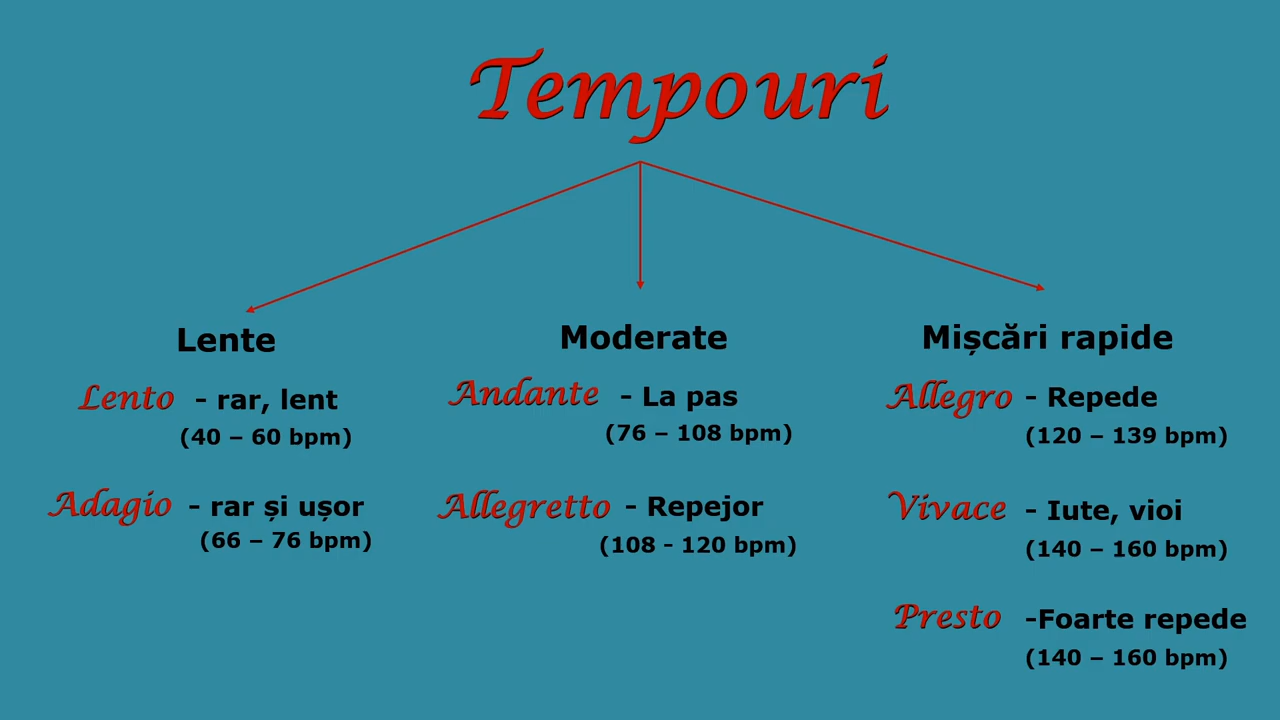 Tempouri
Lente
Lento - rar, lent
(40 – 60 bpm)
Adagio - rar și ușor
(66 – 76 bpm)
Moderate
Andante - La pas
(76 – 108 bpm)
Allegretto - Repejor
(108 - 120 bpm)
Mișcări rapide
Allegro - Repede
(120 – 139 bpm)
Vivace - Iute, vioi
(140 – 160 bpm)
Presto -Foarte repede
(140 – 160 bpm)